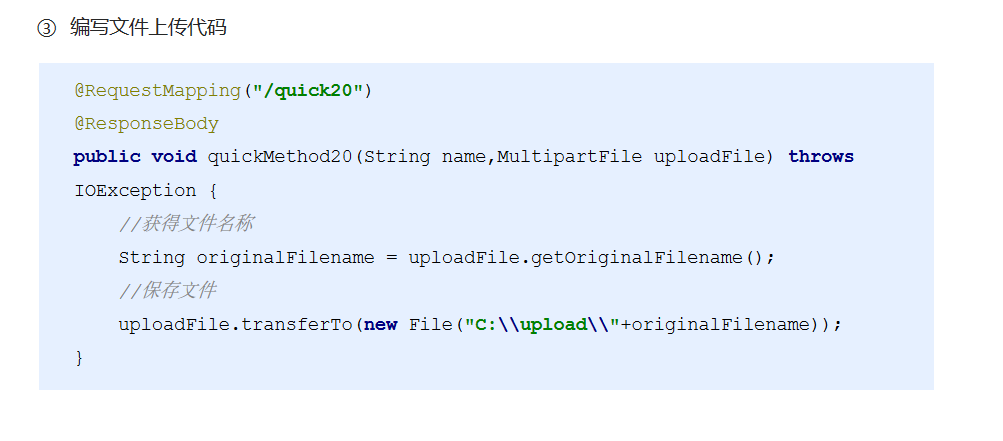 ③ 编写文件上传代码
@RequestMapping("/quick20")
@ResponseBody
public void quickMethod20(String name,MultipartFile uploadFile) throws
IOException {
//获得文件名称
String originalFilename = uploadFile.getOriginalFilename();
//保存文件
uploadFile.transferTo(new File("C:\\upload\\"+originalFilename));
}